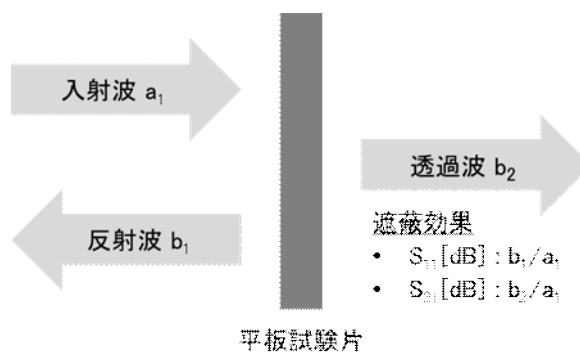 入射波 a₁
透過波 b₂
反射波 b₁
遮蔽効果
• S₁₁[dB]：b₁/a₁
• S₂₁[dB]：b₂/a₁
平板試験片